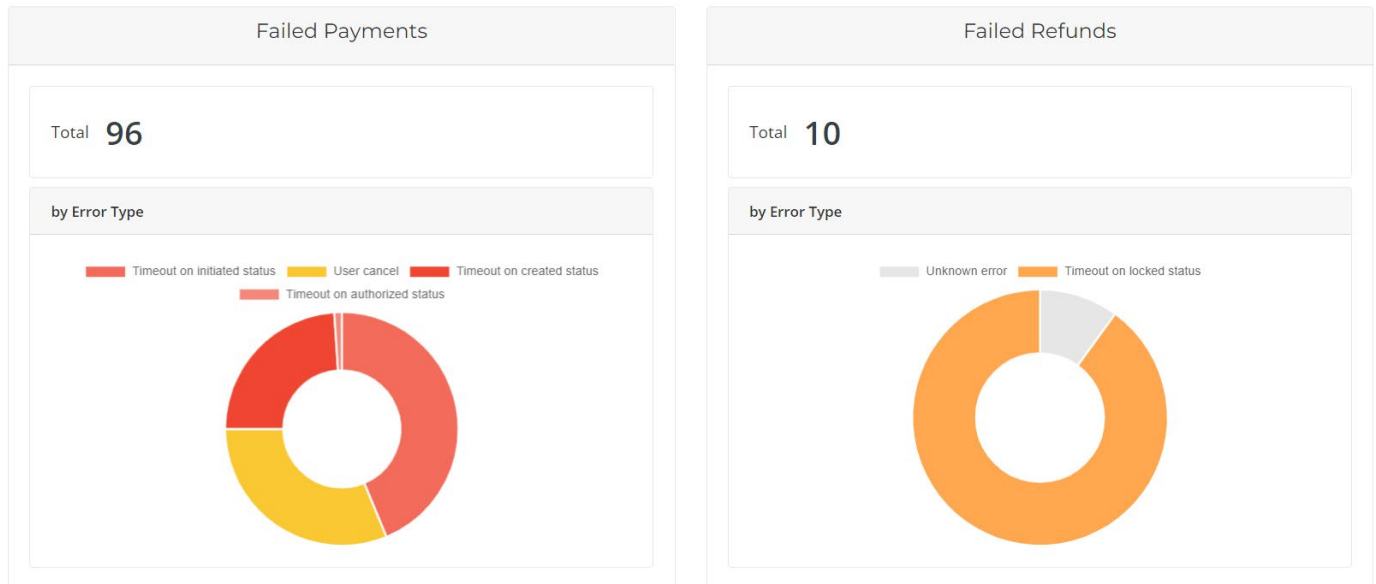 Failed Payments
Total 96
by Error Type
Timeout on initiated status User cancel Timeout on created status
Timeout on authorized status
Failed Refunds
Total 10
by Error Type
Unknown error Timeout on locked status